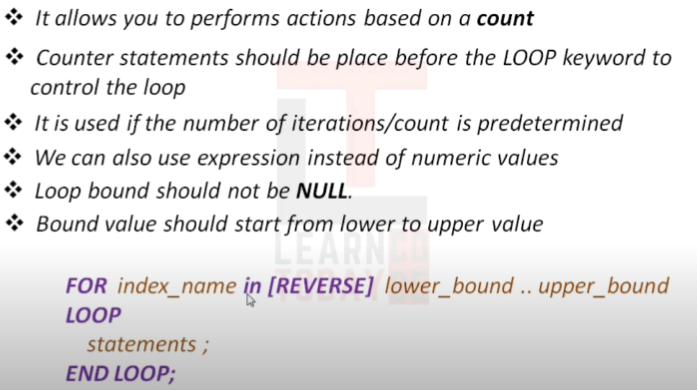 ❖ It allows you to performs actions based on a count
❖ Counter statements should be place before the LOOP keyword to
control the loop
❖ It is used if the number of iterations/count is predetermined
❖ We can also use expression instead of numeric values
❖ Loop bound should not be NULL.
❖ Bound value should start from lower to upper value
LEARN
TODAY
FOR index_name in [REVERSE] lower_bound .. upper_bound
LOOP
statements ;
END LOOP;